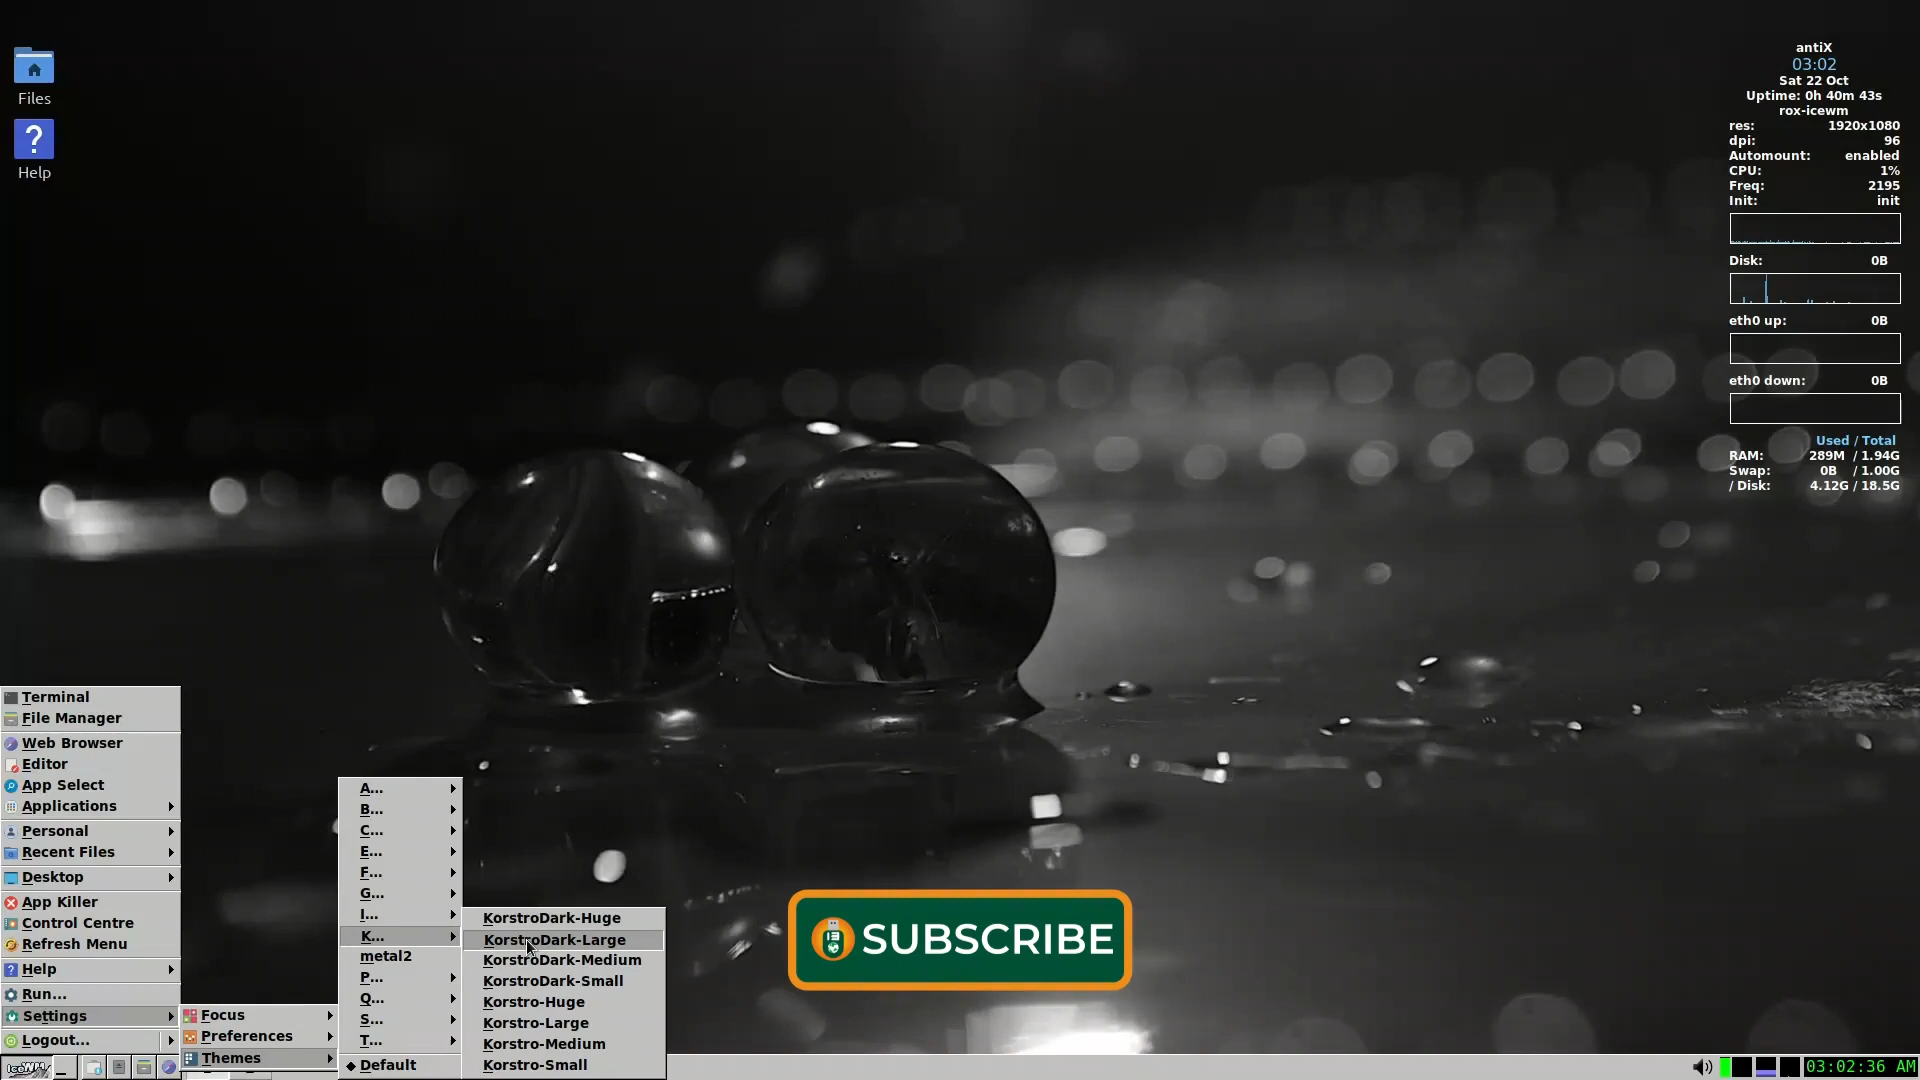 Files
Help
antiX
03:02
Sat 22 Oct
Uptime: 0h 40m 43s
rox-icewm
res: 1920x1080
dpi: 96
Automount: enabled
CPU: 1%
Freq: 2195
Init: init
Disk: 0B
eth0 up: 0B
eth0 down: 0B
Used / Total
RAM: 289M / 1.94G
Swap: 0B / 1.00G
/ Disk: 4.12G / 18.5G
Terminal
File Manager
Web Browser
Editor
App Select
Applications
Personal
Recent Files
Desktop
App Killer
Control Centre
Refresh Menu
Help
Run...
Settings
Logout...
Focus
Preferences
Themes
A...
B...
C...
E...
F...
G...
I...
K...
metal2
P...
Q...
S...
T...
Default
KorstroDark-Huge
KorstroDark-Large
KorstroDark-Medium
KorstroDark-Small
Korstro-Huge
Korstro-Large
Korstro-Medium
Korstro-Small
SUBSCRIBE
IceWM
03:02:36 AM